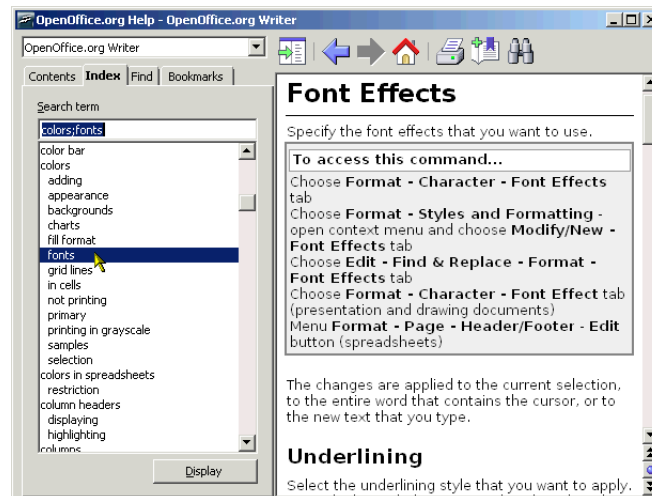 OpenOffice.org Help - OpenOffice.org Writer
OpenOffice.org Writer
Contents Index Find Bookmarks
Search term
colors;fonts
color bar
colors
adding
appearance
backgrounds
charts
fill format
fonts
grid lines
in cells
not printing
primary
printing in grayscale
samples
selection
colors in spreadsheets
restriction
column headers
displaying
highlighting
columns
Display
Font Effects
Specify the font effects that you want to use.
To access this command...
Choose Format - Character - Font Effects
tab
Choose Format - Styles and Formatting -
open context menu and choose Modify/New -
Font Effects tab
Choose Edit - Find & Replace - Format -
Font Effects tab
Choose Format - Character - Font Effect tab
(presentation and drawing documents)
Menu Format - Page - Header/Footer - Edit
button (spreadsheets)
The changes are applied to the current selection,
to the entire word that contains the cursor, or to
the new text that you type.
Underlining
Select the underlining style that you want to apply.